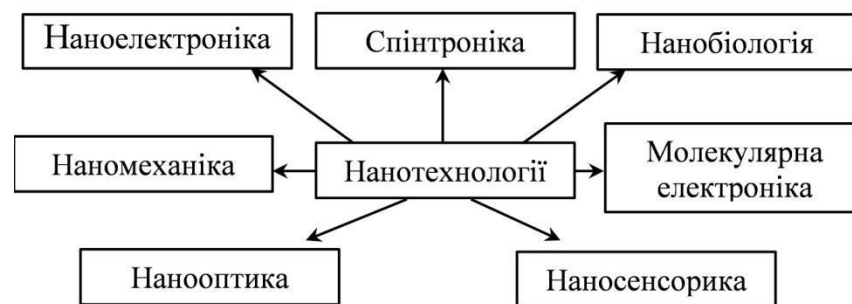 Наноелектроніка
Спінтроніка
Нанобіологія
Наномеханіка
Нанотехнології
Молекулярна
електроніка
Нанооптика
Наносенсорика